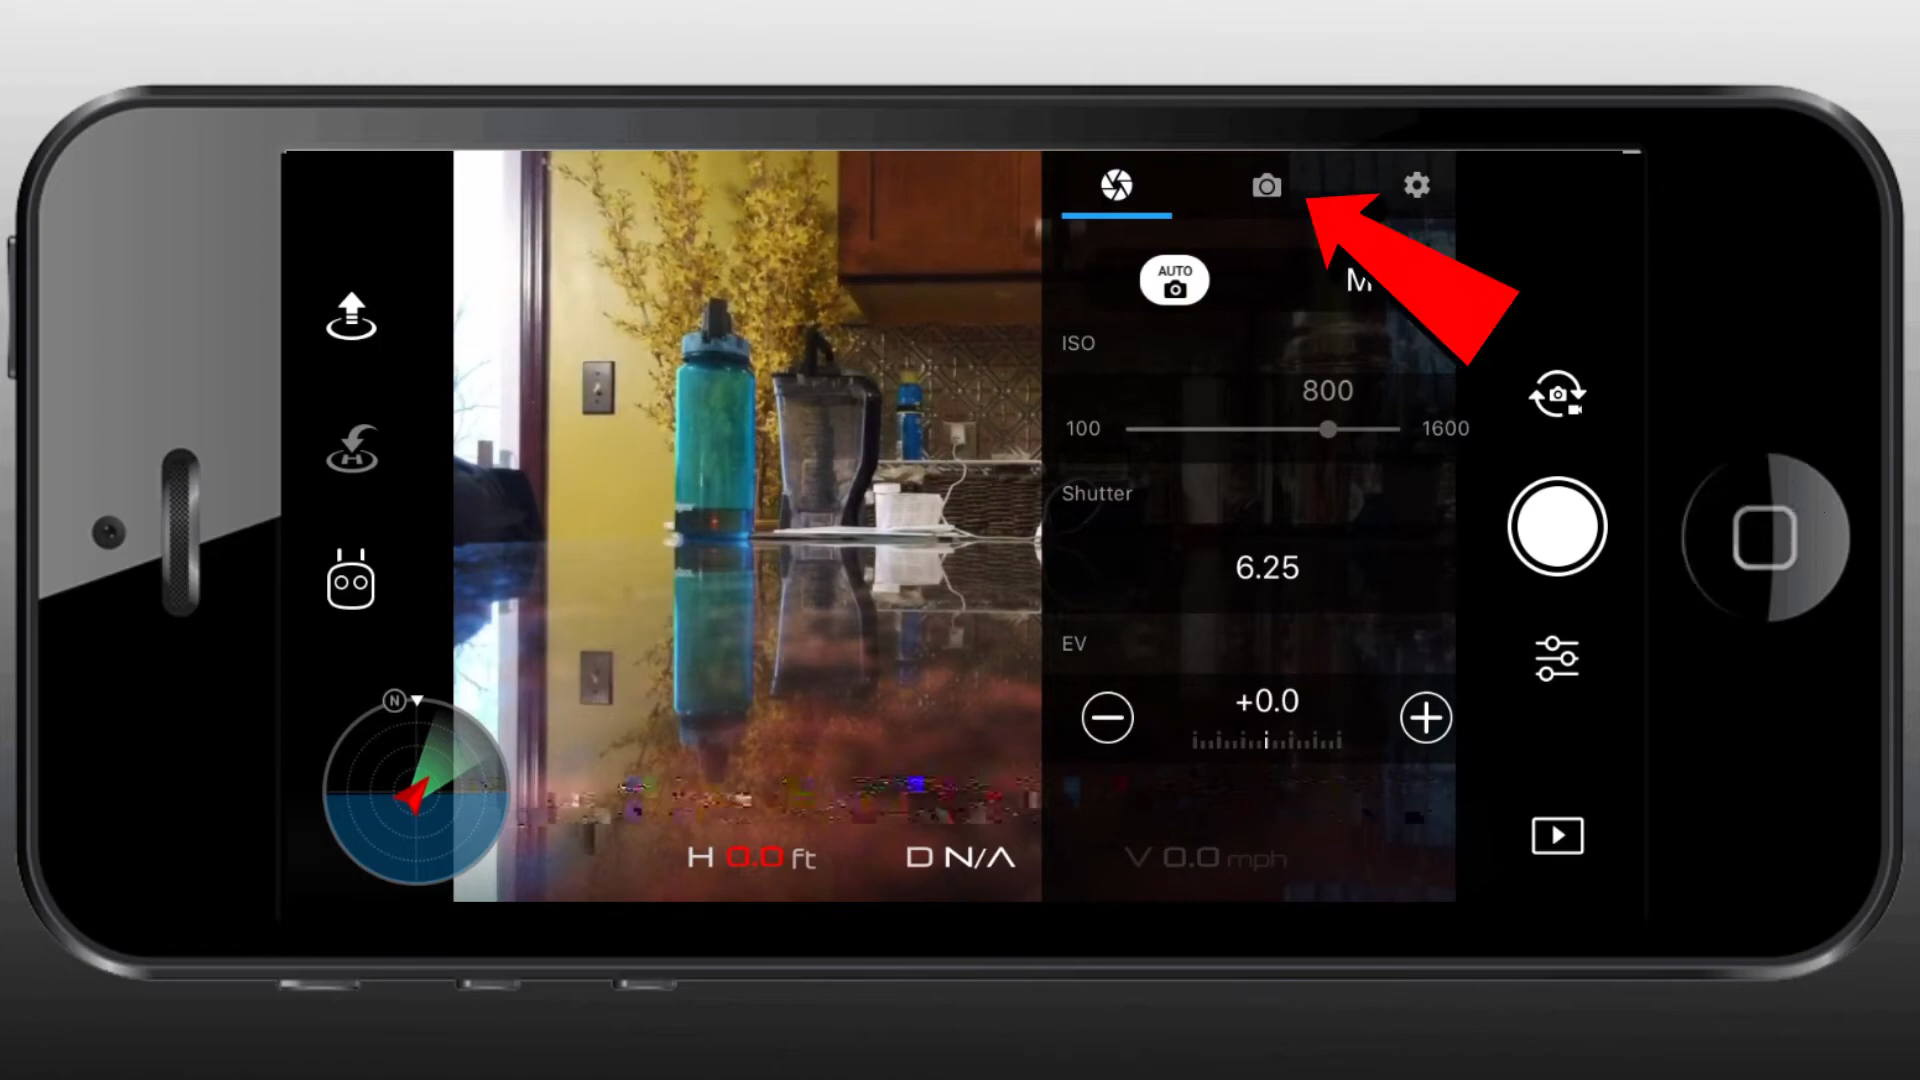 AUTO
M
ISO
800
100
1600
Shutter
6.25
EV
+0.0
N
H 0.0 ft
D N/A
V 0.0 mph